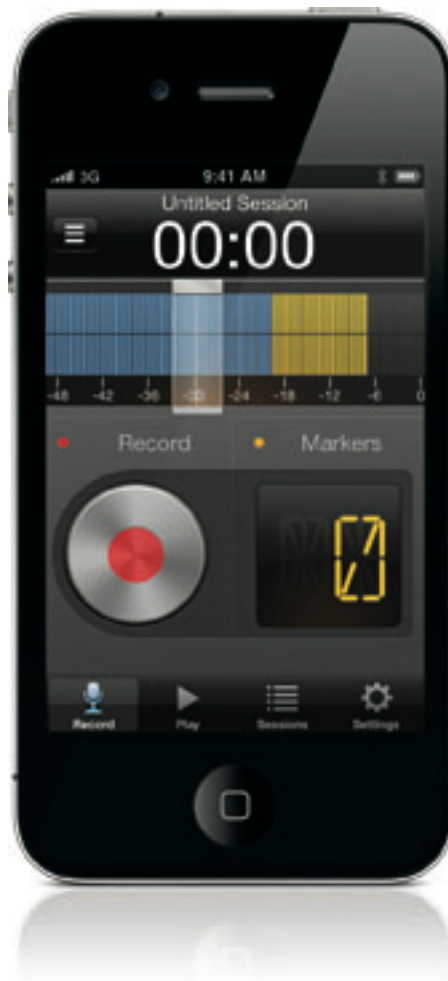 3G 9:41 AM
Untitled Session
00:00
-48 -42 -36 -30 -24 -18 -12 -6 0
Record Markers
0
Record Play Sessions Settings